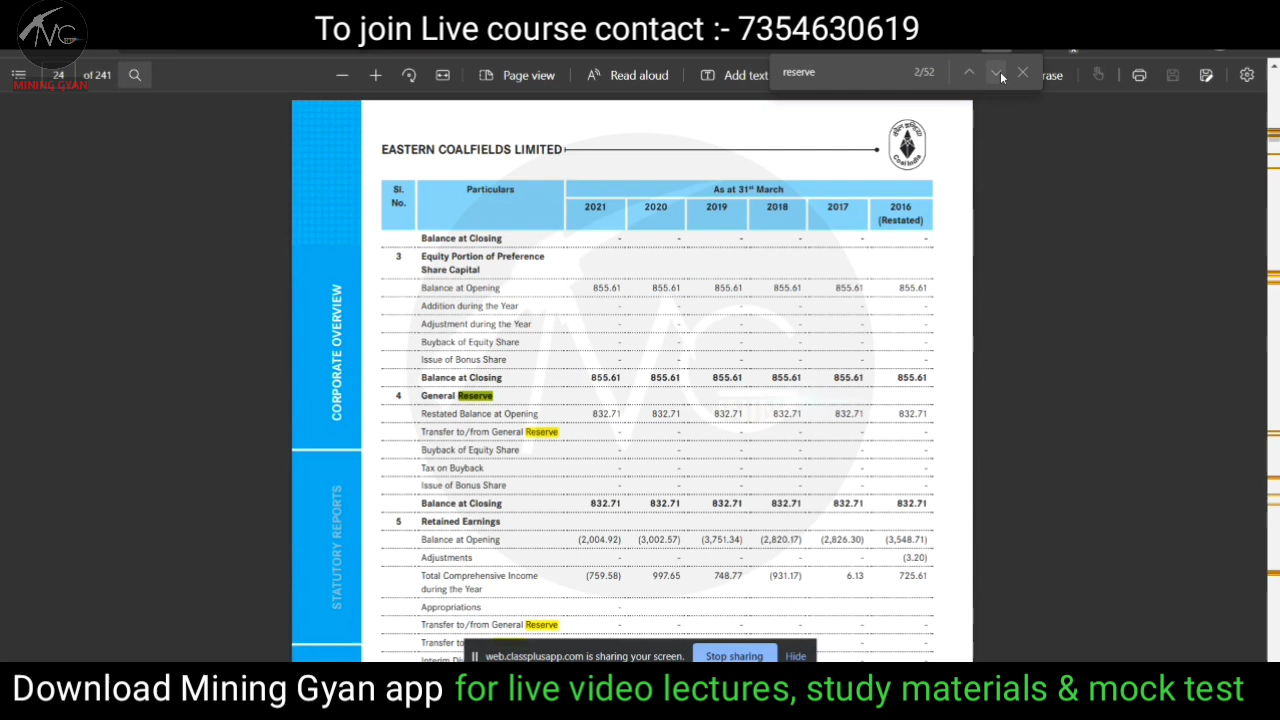 To join Live course contact :- 7354630619
MINING GYAN
24 of 241
Page view
Read aloud
Add text
reserve 2/52
EASTERN COALFIELDS LIMITED
Coal India
Sl. No. Particulars As at 31st March
2021 2020 2019 2018 2017 2016 (Restated)
Balance at Closing - - - - - -
3 Equity Portion of Preference
Share Capital
Balance at Opening 855.61 855.61 855.61 855.61 855.61 855.61
Addition during the Year - - - - - -
Adjustment during the Year - - - - - -
Buyback of Equity Share - - - - - -
Issue of Bonus Share - - - - - -
Balance at Closing 855.61 855.61 855.61 855.61 855.61 855.61
4 General Reserve
Restated Balance at Opening 832.71 832.71 832.71 832.71 832.71 832.71
Transfer to/from General Reserve - - - - - -
Buyback of Equity Share - - - - - -
Tax on Buyback - - - - - -
Issue of Bonus Share - - - - - -
Balance at Closing 832.71 832.71 832.71 832.71 832.71 832.71
5 Retained Earnings
Balance at Opening (2,004.92) (3,002.57) (3,751.34) (2,820.17) (2,826.30) (3,548.71)
Adjustments - - - - - (3.20)
Total Comprehensive Income (759.58) 997.65 748.77 (931.17) 6.13 725.61
during the Year
Appropriations -
Transfer to/from General Reserve - - - - - -
Transfer to
CORPORATE OVERVIEW
STATUTORY REPORTS
web.classplusapp.com is sharing your screen. Stop sharing Hide
Download Mining Gyan app for live video lectures, study materials & mock test